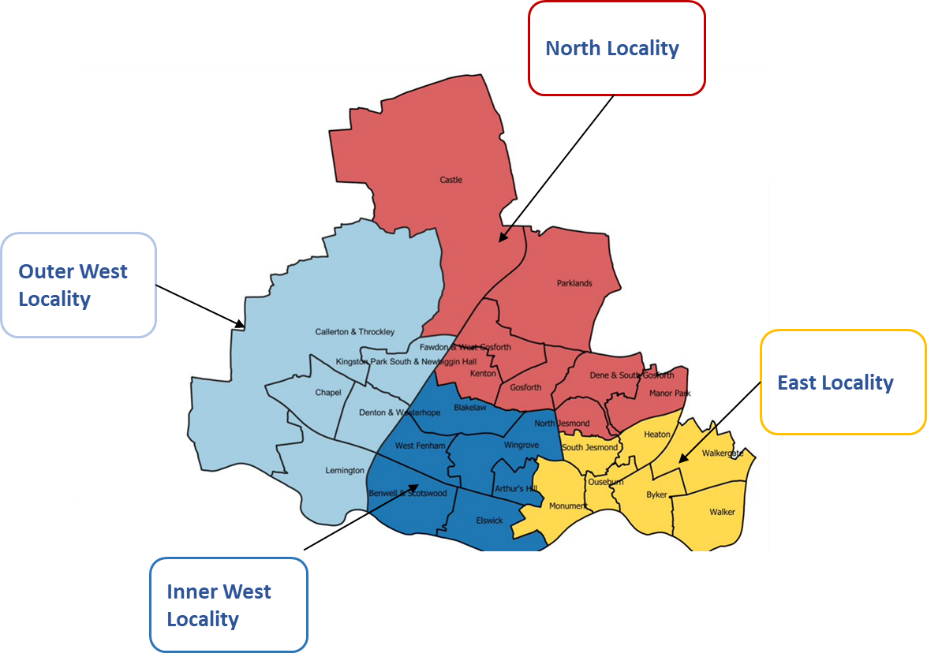 North Locality
Castle
Outer West
Locality
Parklands
Callerton & Throckley
Fawdon & West Gosforth
Kingston Park South & Newbiggin Hall
Kenton
Dene & South Gosforth
Gosforth
Manor Park
East Locality
Chapel
Denton & Westerhope
Blakelaw
North Jesmond
Heaton
West Fenham
Wingrove
South Jesmond
Walkergate
Lemington
Benwell & Scotswood
Arthur's Hill
Ouseburn
Byker
Monument
Walker
Elswick
Inner West
Locality